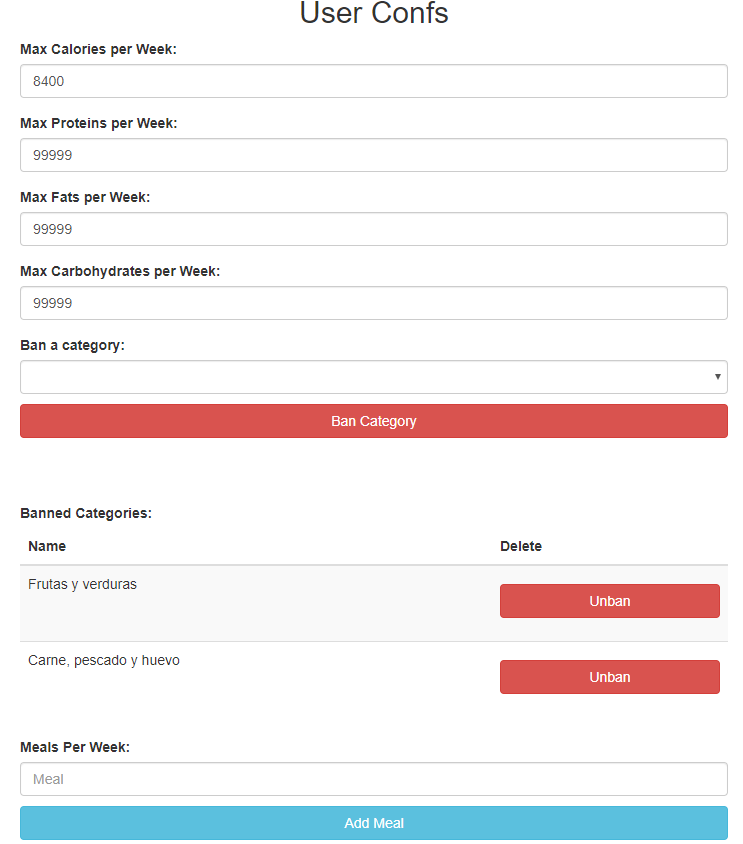 User Confs
Max Calories per Week:
8400
Max Proteins per Week:
99999
Max Fats per Week:
99999
Max Carbohydrates per Week:
99999
Ban a category:
Ban Category
Banned Categories:
Name Delete
Frutas y verduras
Unban
Carne, pescado y huevo
Unban
Meals Per Week:
Meal
Add Meal